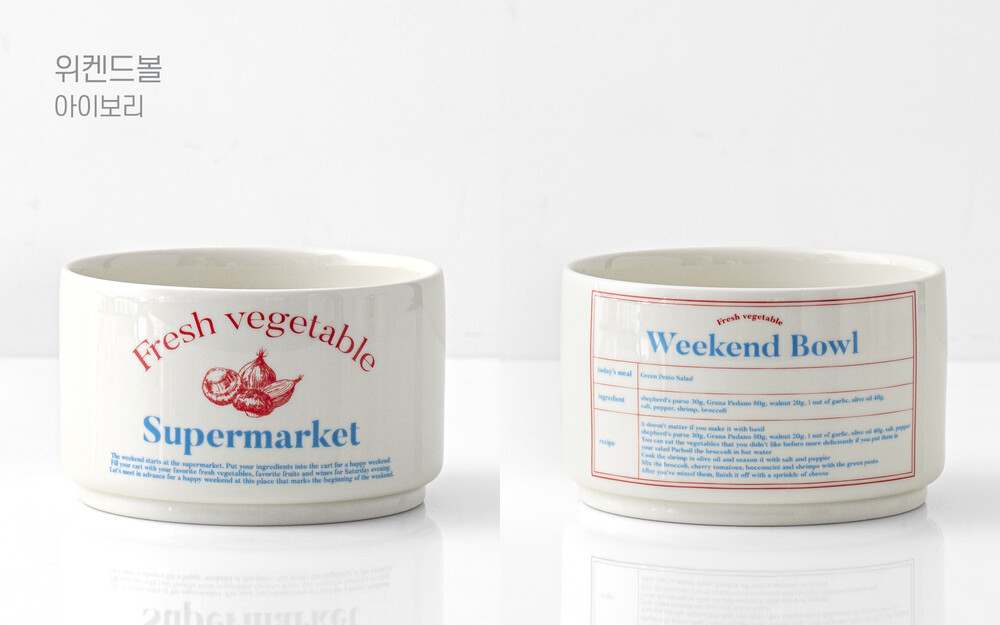 위켄드볼
아이보리
Fresh vegetable
Supermarket
The weekend starts at the supermarket. Put your ingredients into the cart for a happy weekend.
Fill your cart with your favorite fresh vegetables, favorite fruits and wines for Saturday evening.
Let's meet in advance for a happy weekend at this place that marks the beginning of the weekend.
Fresh vegetable
Weekend Bowl
today's meal
Green Pesto Salad
ingredient
shepherd's purse 30g, Grana Padano 80g, walnut 20g, 1 nut of garlic, olive oil 40g,
salt, pepper, shrimp, broccoli
recipe
It doesn't matter if you make it with basil
shepherd's purse 30g, Grana Padano 80g, walnut 20g, 1 nut of garlic, olive oil 40g, salt, pepper
You can eat the vegetables that you didn't like before more deliciously if you put them in
your salad Parboil the broccoli in hot water
Cook the shrimp in olive oil and season it with salt and pepper
Mix the broccoli, cherry tomatoes, bocconcini and shrimps with the green pesto
After you've mixed them, finish it off with a sprinkle of cheese